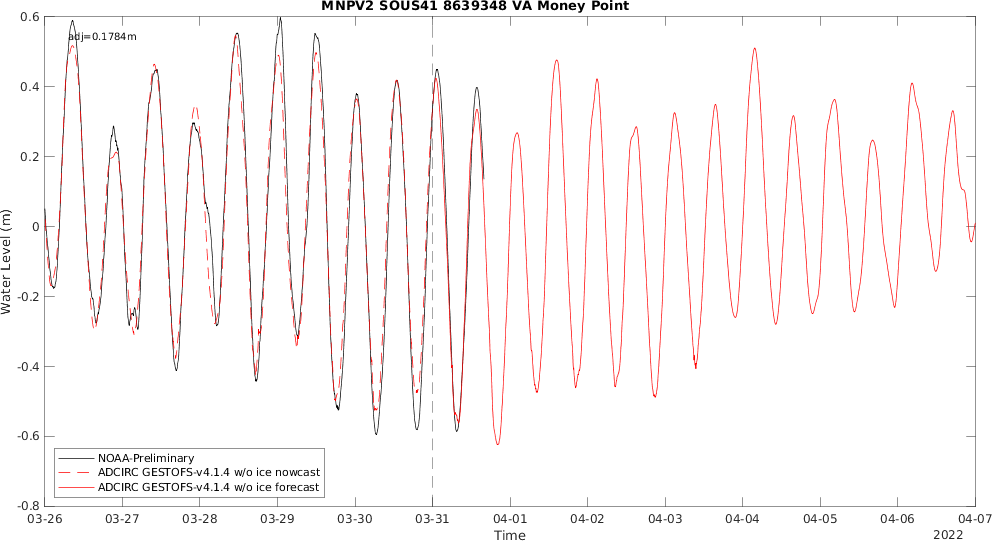 MNPV2 SOUS41 8639348 VA Money Point
adj=0.1784m
0.6
0.4
0.2
0
-0.2
-0.4
-0.6
-0.8
Water Level (m)
NOAA-Preliminary
ADCIRC GESTOFS-v4.1.4 w/o ice nowcast
ADCIRC GESTOFS-v4.1.4 w/o ice forecast
03-26 03-27 03-28 03-29 03-30 03-31 04-01 04-02 04-03 04-04 04-05 04-06 04-07
Time
2022